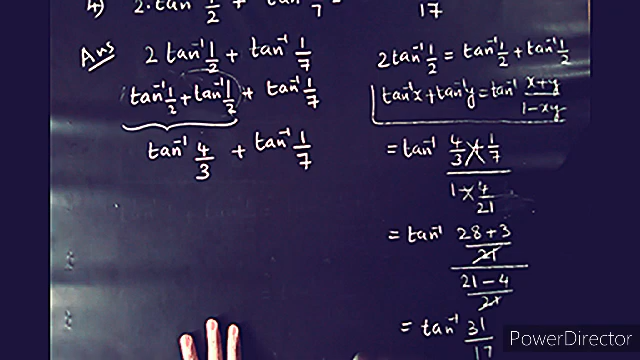 4) 2·tan⁻¹ 1/2 + tan⁻¹ 1/7 = 17
Ans 2 tan⁻¹ 1/2 + tan⁻¹ 1/7
tan⁻¹ 1/2 + tan⁻¹ 1/2 + tan⁻¹ 1/7
tan⁻¹ 4/3 + tan⁻¹ 1/7
2tan⁻¹ 1/2 = tan⁻¹ 1/2 + tan⁻¹ 1/2
tan⁻¹x + tan⁻¹y = tan⁻¹ x+y / 1-xy
= tan⁻¹ 4/3 + 1/7
1 - 4/21
= tan⁻¹ 28+3 / 21
21-4 / 21
= tan⁻¹ 31
PowerDirector